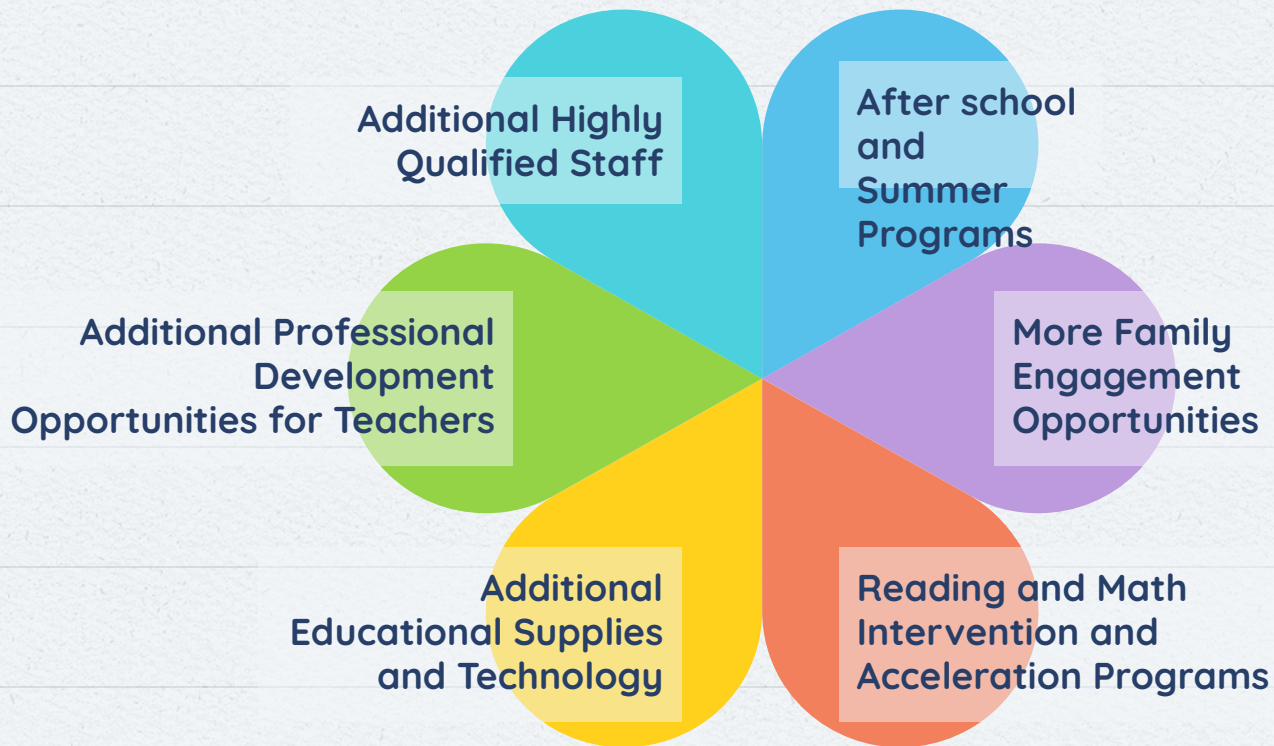 Additional Highly
Qualified Staff
After school
and
Summer
Programs
Additional Professional
Development
Opportunities for Teachers
More Family
Engagement
Opportunities
Additional
Educational Supplies
and Technology
Reading and Math
Intervention and
Acceleration Programs